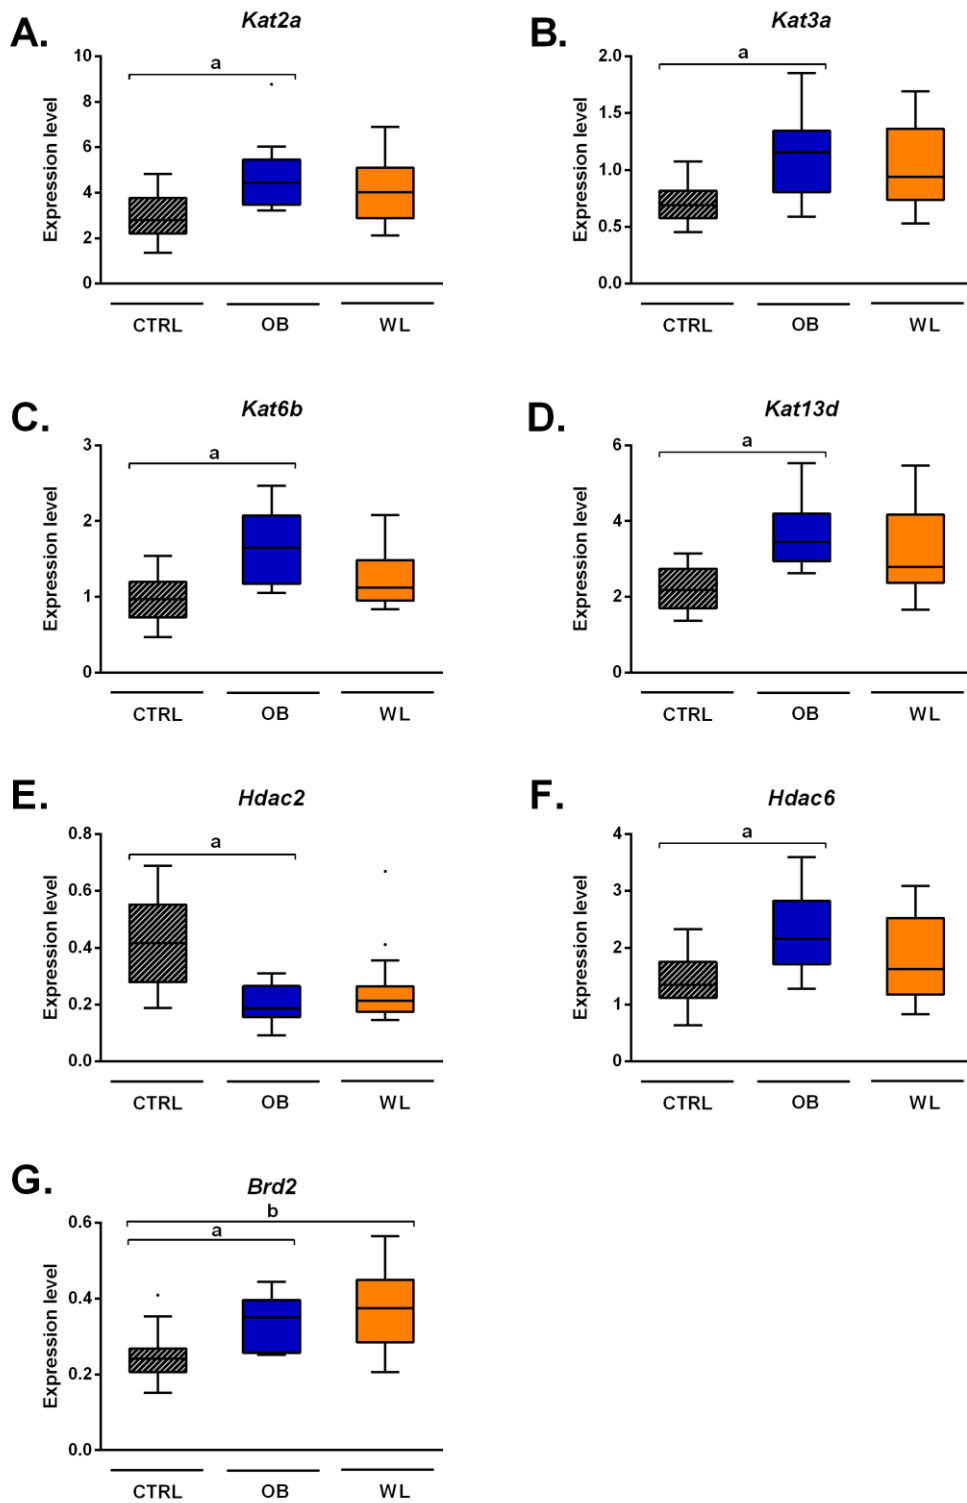 A.
Kat2a
a
Expression level
10
8
6
4
2
0
CTRL OB WL
B.
Kat3a
a
Expression level
2.0
1.5
1.0
0.5
0.0
CTRL OB WL
C.
Kat6b
a
Expression level
3
2
1
0
CTRL OB WL
D.
Kat13d
a
Expression level
6
4
2
0
CTRL OB WL
E.
Hdac2
a
Expression level
0.8
0.6
0.4
0.2
0.0
CTRL OB WL
F.
Hdac6
a
Expression level
4
3
2
1
0
CTRL OB WL
G.
Brd2
b
a
Expression level
0.6
0.4
0.2
0.0
CTRL OB WL